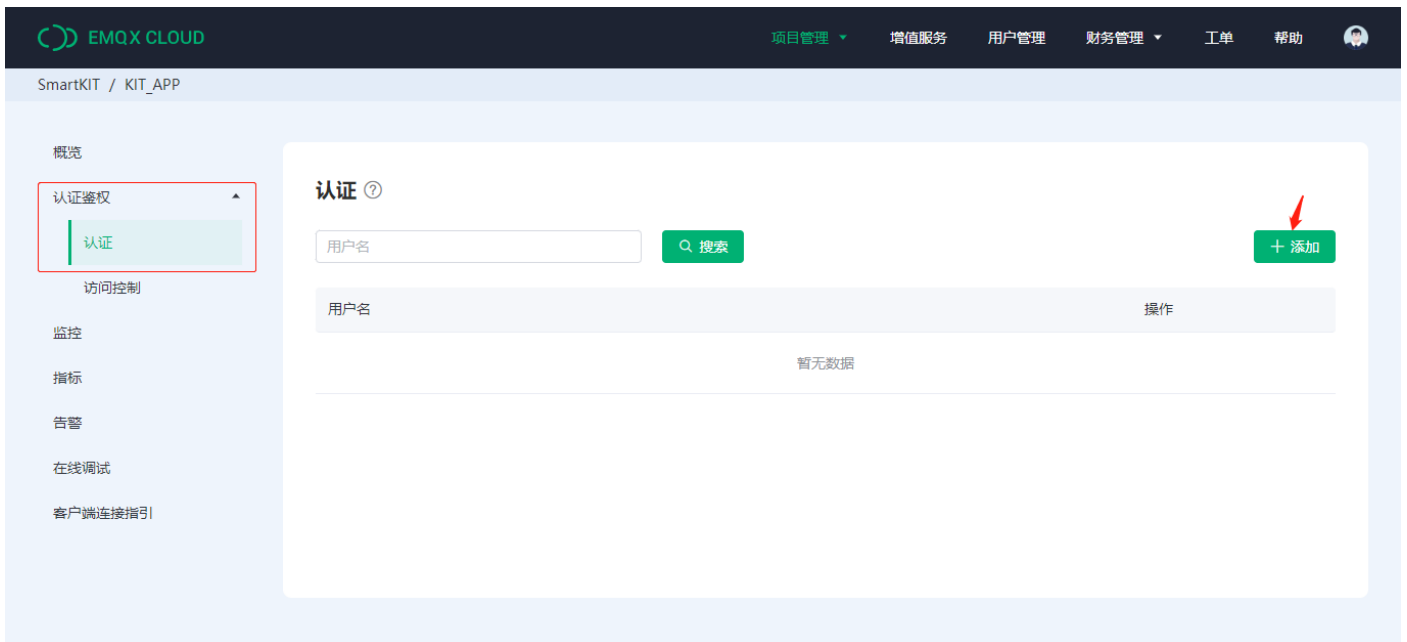 EMQX CLOUD
项目管理 增值服务 用户管理 财务管理 工单 帮助
SmartKIT / KIT_APP
概览
认证鉴权
认证
访问控制
监控
指标
告警
在线调试
客户端连接指引
认证
用户名 搜索 添加
用户名 操作
暂无数据